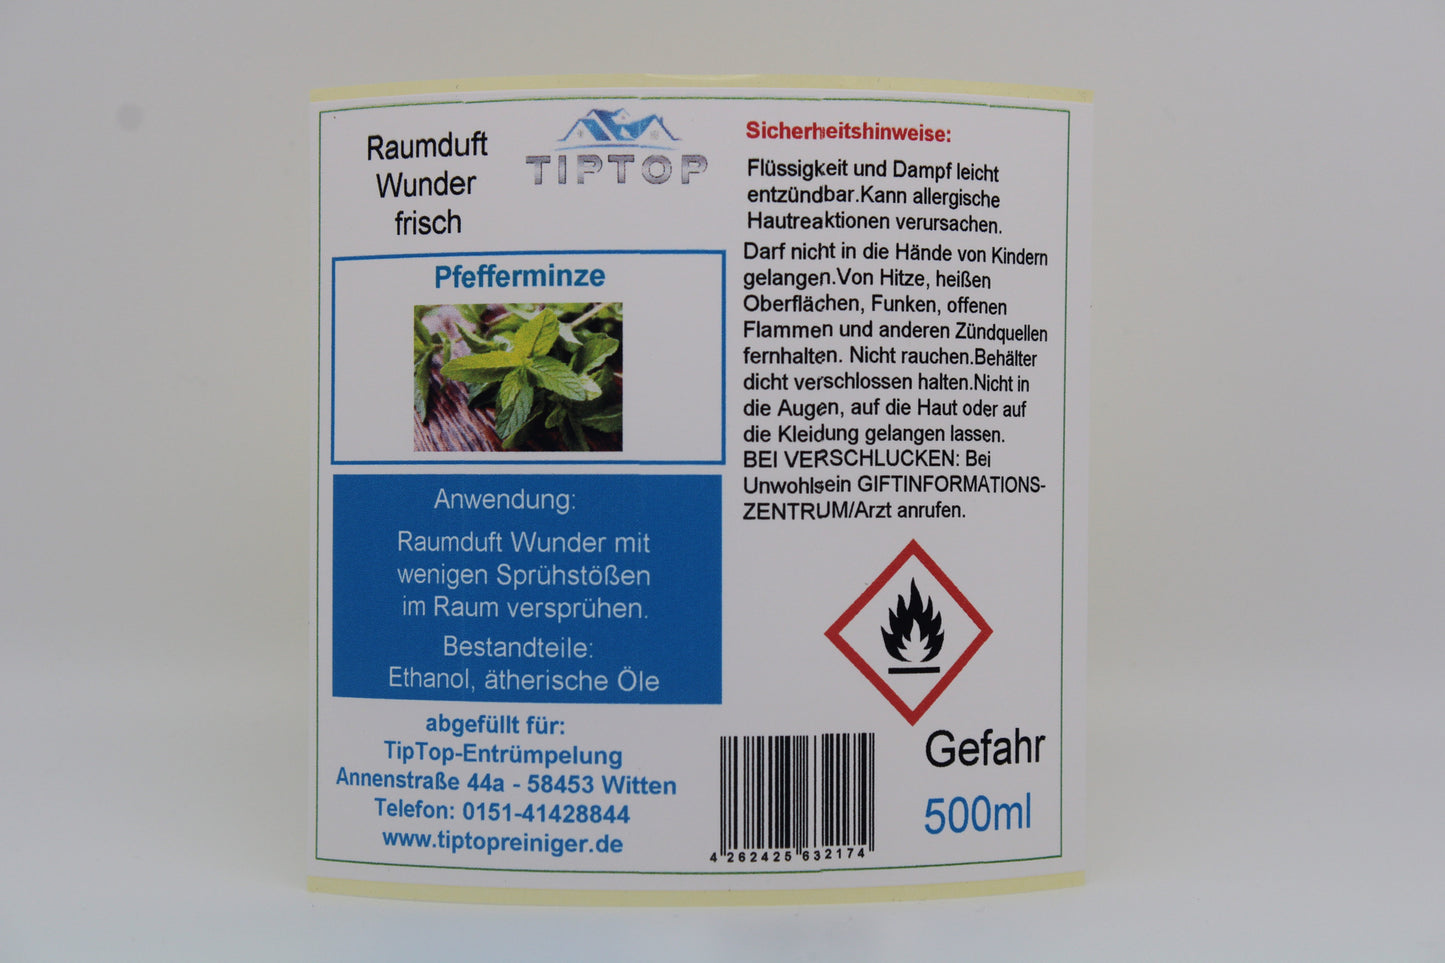 Raumduft
Wunder
frisch
TIPTOP
Pfefferminze
Anwendung:
Raumduft Wunder mit
wenigen Sprühstößen
im Raum versprühen.
Bestandteile:
Ethanol, ätherische Öle
abgefüllt für:
TipTop-Entrümpelung
Annenstraße 44a - 58453 Witten
Telefon: 0151-41428844
www.tiptopreiniger.de
Sicherheitshinweise:
Flüssigkeit und Dampf leicht
entzündbar.Kann allergische
Hautreaktionen verursachen.
Darf nicht in die Hände von Kindern
gelangen.Von Hitze, heißen
Oberflächen, Funken, offenen
Flammen und anderen Zündquellen
fernhalten. Nicht rauchen.Behälter
dicht verschlossen halten.Nicht in
die Augen, auf die Haut oder auf
die Kleidung gelangen lassen.
BEI VERSCHLUCKEN: Bei
Unwohlsein GIFTINFORMATIONS-
ZENTRUM/Arzt anrufen.
Gefahr
500ml
4 262425 632174